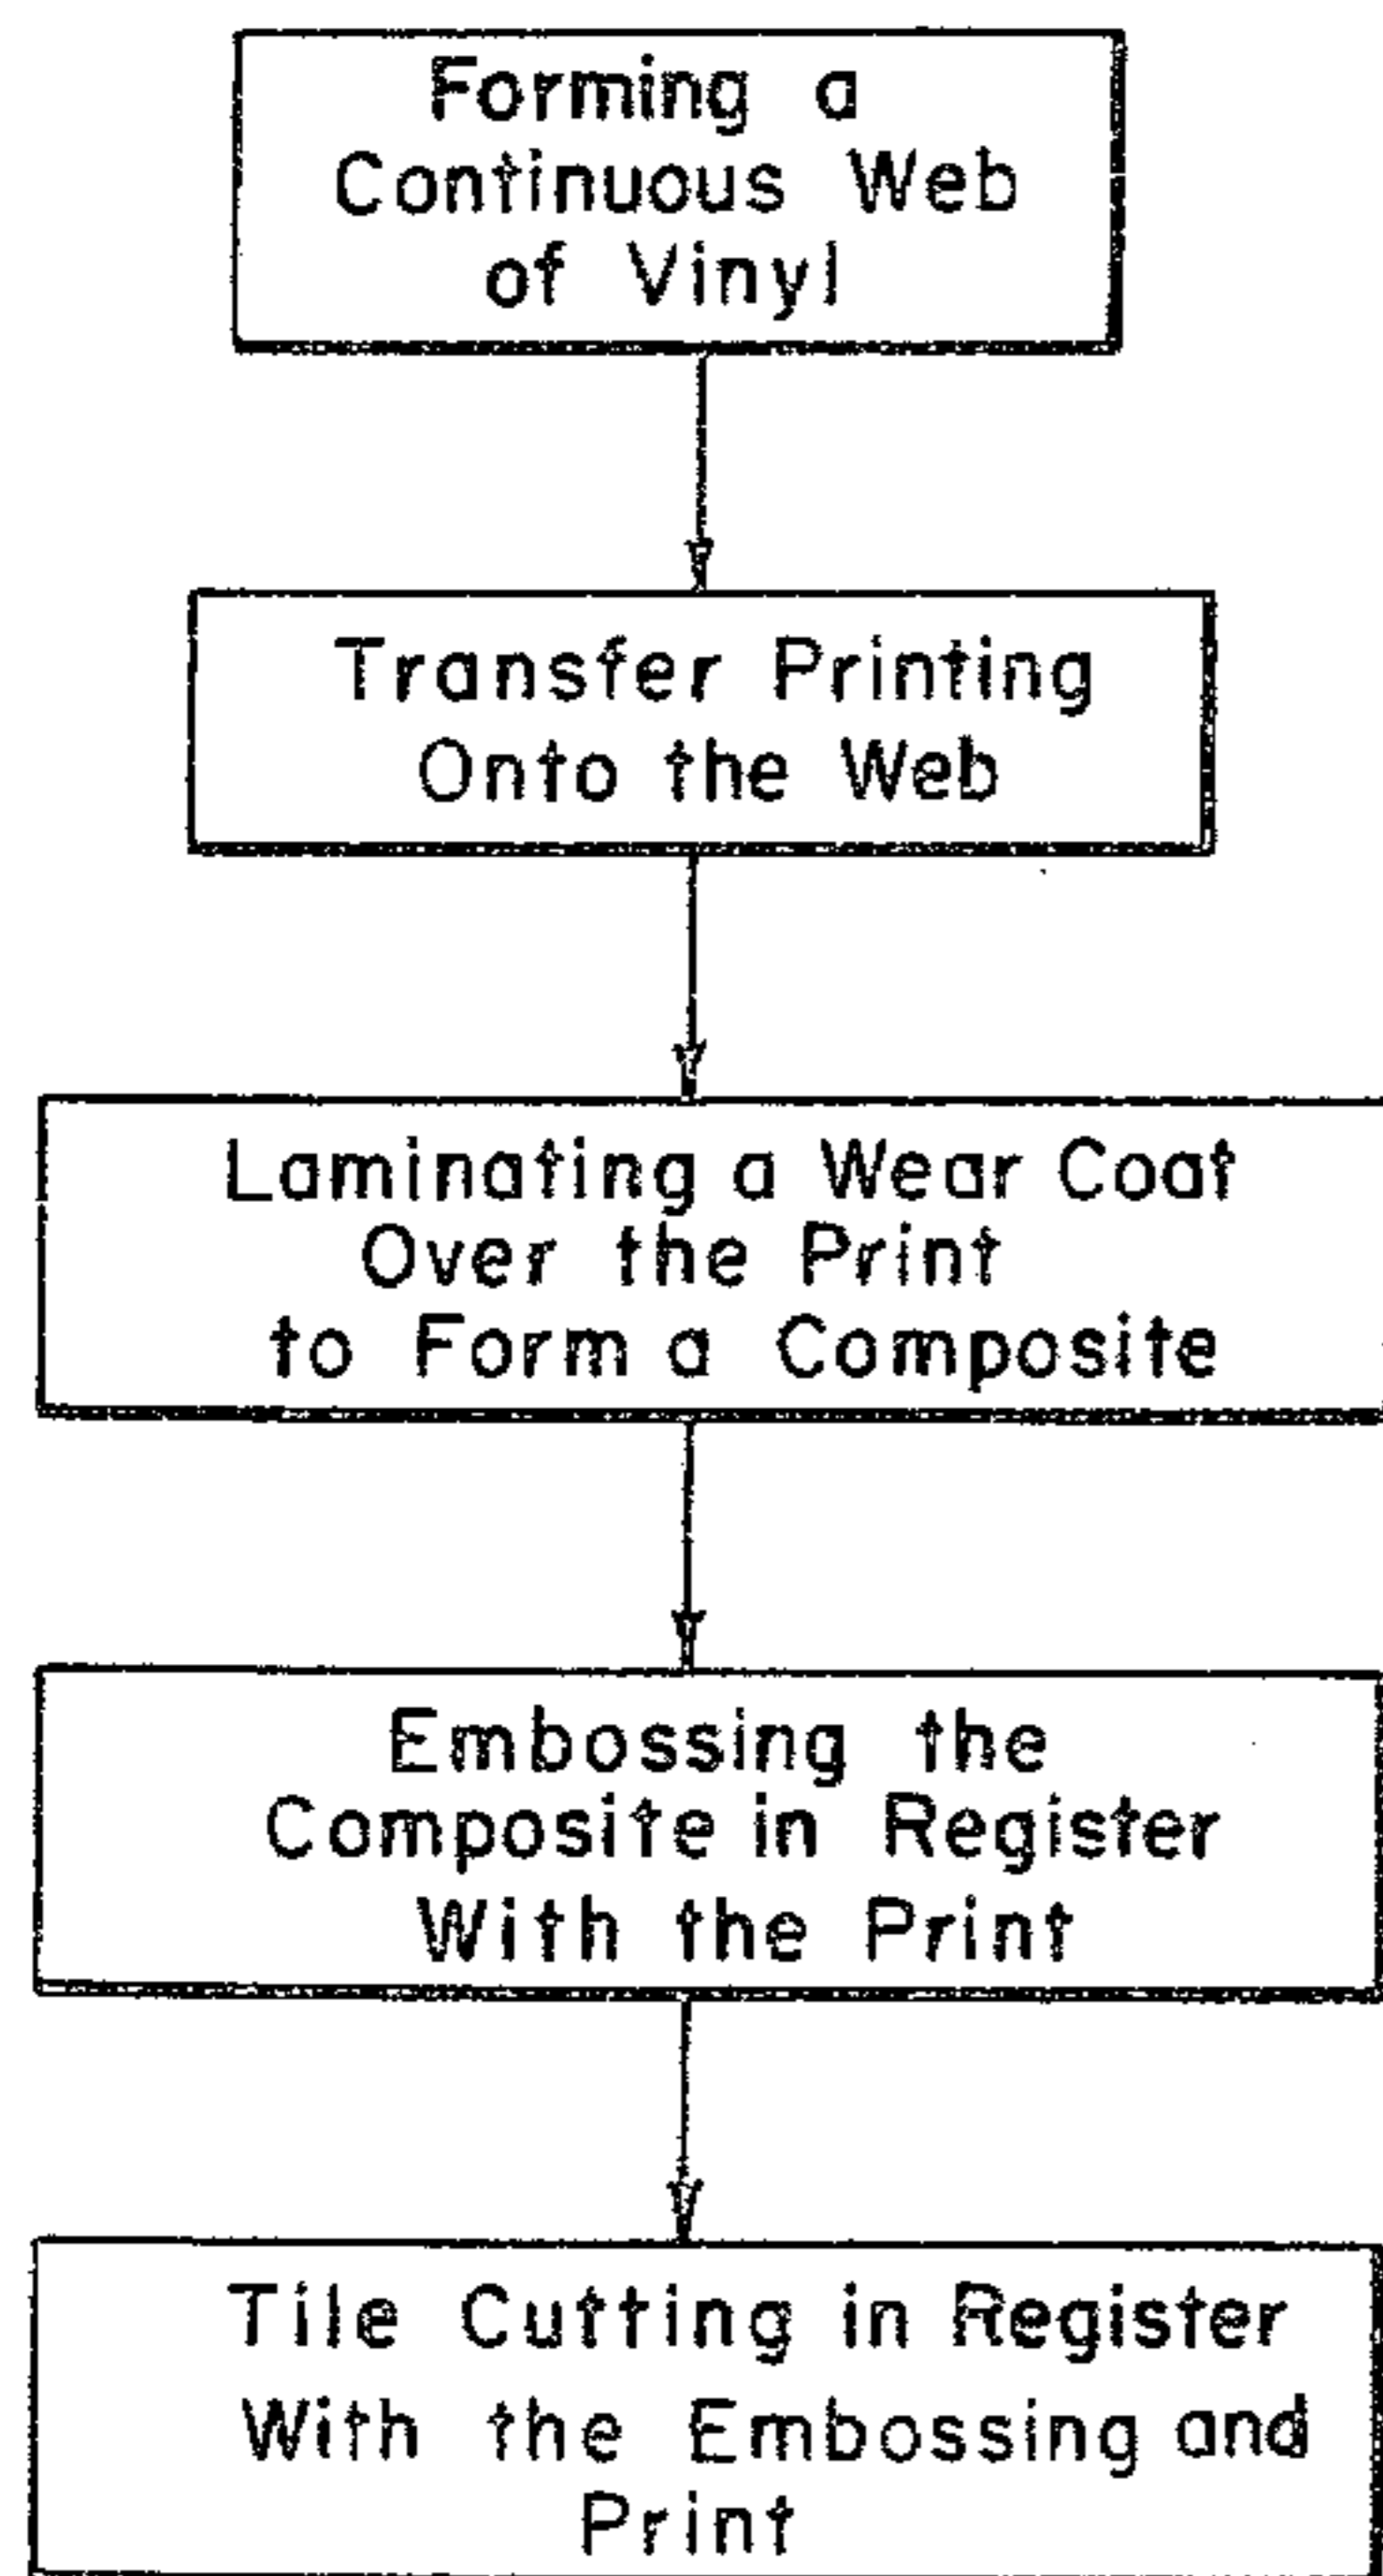 Forming a
Continuous Web
of Vinyl
Transfer Printing
Onto the Web
Laminating a Wear Coat
Over the Print
to Form a Composite
Embossing the
Composite in Register
With the Print
Tile Cutting in Register
With the Embossing and
Print